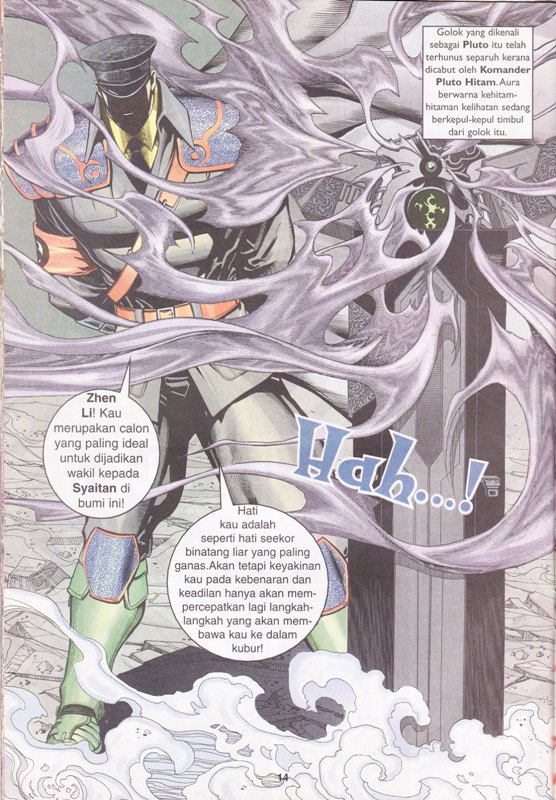 Golok yang dikenali
sebagai Pluto itu telah
terhunus separuh kerana
dicabut oleh Komander
Pluto Hitam. Aura
berwarna kehitam-
hitaman kelihatan sedang
berkepul-kepul timbul
dari golok itu.
Zhen
Li! Kau
merupakan calon
yang paling ideal
untuk dijadikan
wakil kepada
Syaitan di
bumi ini!
Hah...!
Hati
kau adalah
seperti hati seekor
binatang liar yang paling
ganas.Akan tetapi keyakinan
kau pada kebenaran dan
keadilan hanya akan mem-
percepatkan lagi langkah-
langkah yang akan mem-
bawa kau ke dalam
kubur!
14